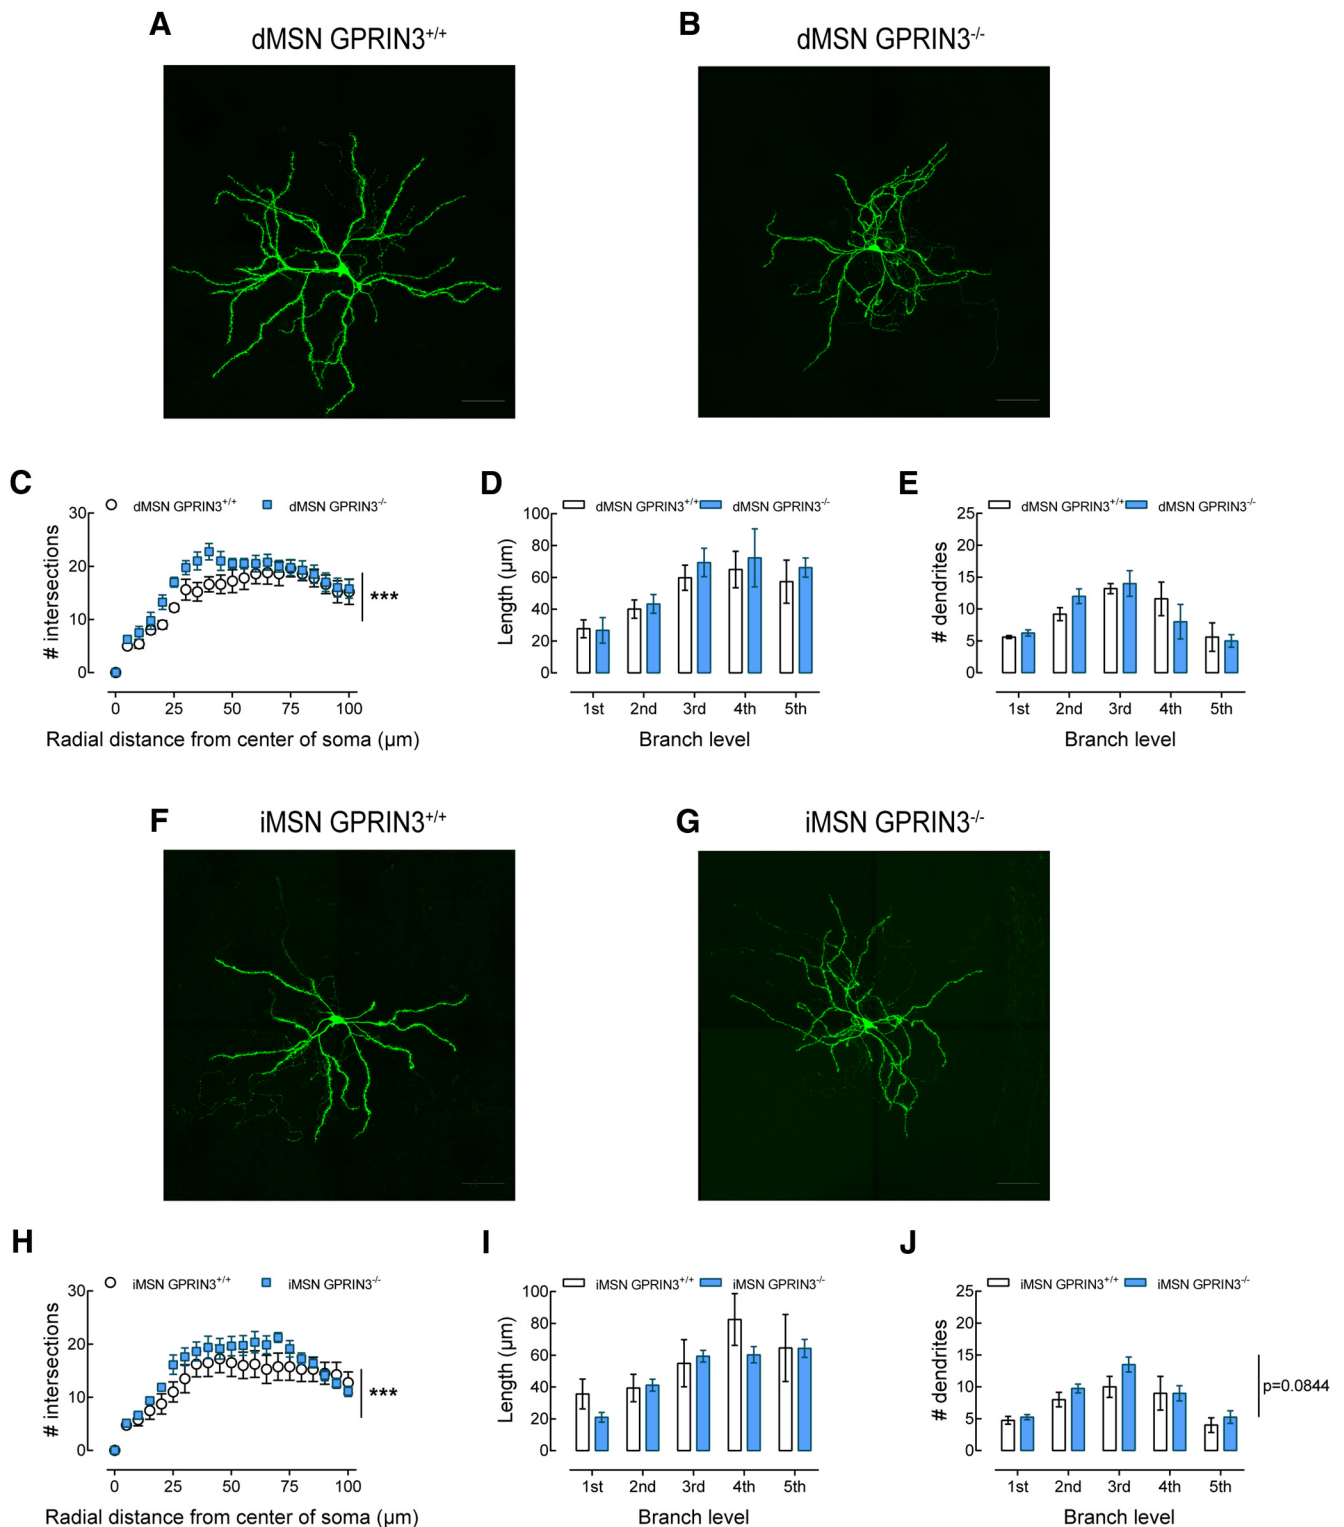 A
dMSN GPRIN3+/+
B
dMSN GPRIN3-/-
C
dMSN GPRIN3+/+ dMSN GPRIN3-/-
# intersections
30
20
10
0
***
0 25 50 75 100
Radial distance from center of soma (µm)
D
dMSN GPRIN3+/+ dMSN GPRIN3-/-
Length (µm)
100
80
60
40
20
0
1st 2nd 3rd 4th 5th
Branch level
E
dMSN GPRIN3+/+ dMSN GPRIN3-/-
# dendrites
25
20
15
10
5
0
1st 2nd 3rd 4th 5th
Branch level
F
iMSN GPRIN3+/+
G
iMSN GPRIN3-/-
H
iMSN GPRIN3+/+ iMSN GPRIN3-/-
# intersections
30
20
10
0
***
0 25 50 75 100
Radial distance from center of soma (µm)
I
iMSN GPRIN3+/+ iMSN GPRIN3-/-
Length (µm)
100
80
60
40
20
0
1st 2nd 3rd 4th 5th
Branch level
J
iMSN GPRIN3+/+ iMSN GPRIN3-/-
# dendrites
25
20
15
10
5
0
p=0.0844
1st 2nd 3rd 4th 5th
Branch level